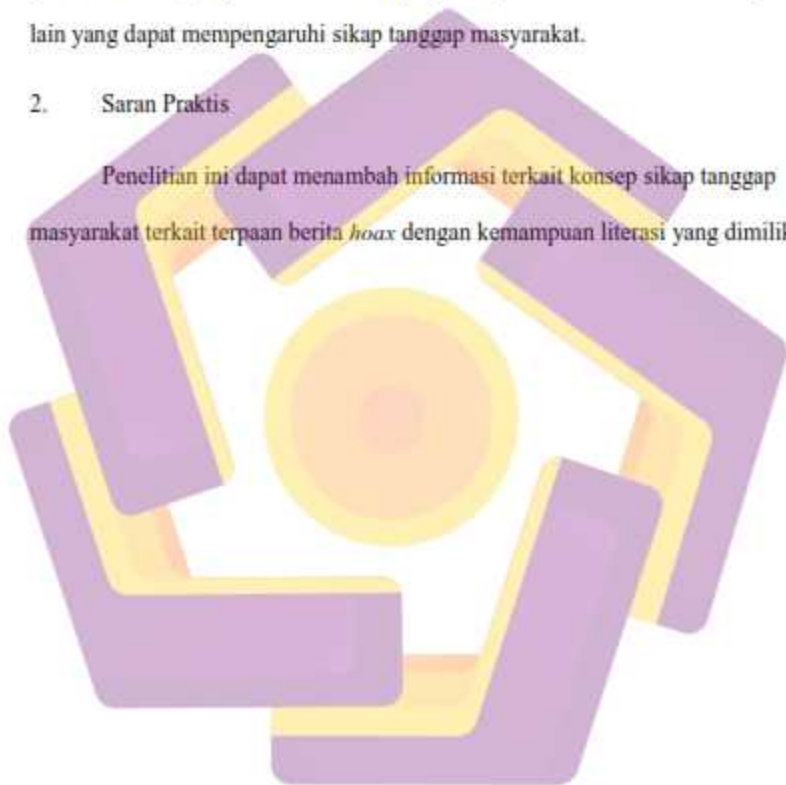 lain yang dapat mempengaruhi sikap tanggap masyarakat.
2. Saran Praktis
Penelitian ini dapat menambah informasi terkait konsep sikap tanggap
masyarakat terkait terpaan berita hoax dengan kemampuan literasi yang